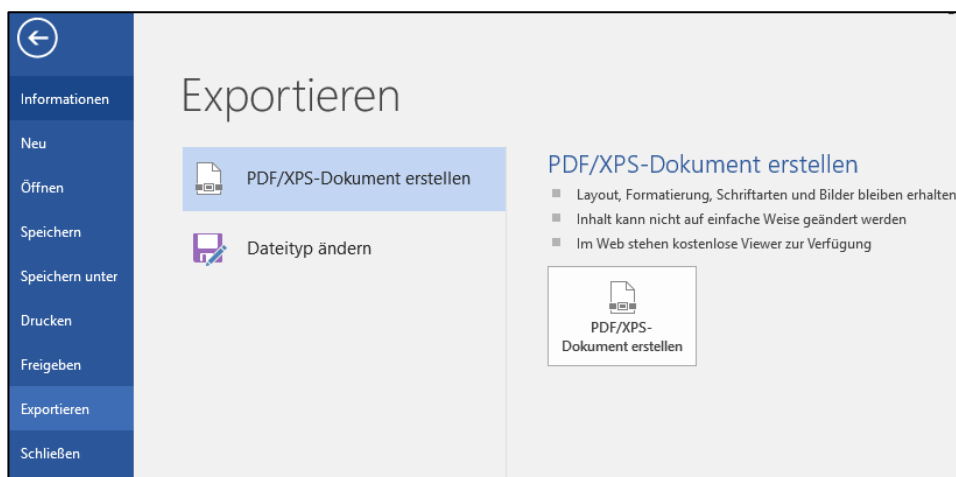 Informationen
Neu
Öffnen
Speichern
Speichern unter
Drucken
Freigeben
Exportieren
Schließen
Exportieren
PDF/XPS-Dokument erstellen
Dateityp ändern
PDF/XPS-Dokument erstellen
Layout, Formatierung, Schriftarten und Bilder bleiben erhalten
Inhalt kann nicht auf einfache Weise geändert werden
Im Web stehen kostenlose Viewer zur Verfügung
PDF/XPS-
Dokument erstellen